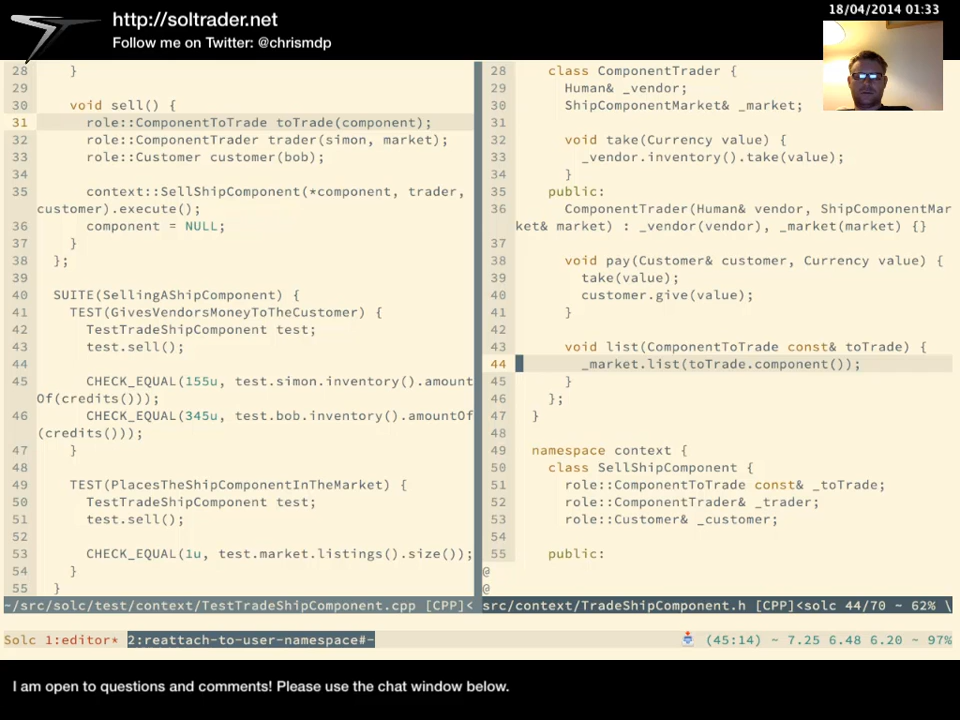 http://soltrader.net
Follow me on Twitter: @chrismdp
18/04/2014 01:33
28 }
29
30 void sell() {
31 role::ComponentToTrade toTrade(component);
32 role::ComponentTrader trader(simon, market);
33 role::Customer customer(bob);
34
35 context::SellShipComponent(*component, trader,
customer).execute();
36 component = NULL;
37 }
38 };
39
40 SUITE(SellingAShipComponent) {
41 TEST(GivesVendorsMoneyToTheCustomer) {
42 TestTradeShipComponent test;
43 test.sell();
44
45 CHECK_EQUAL(155u, test.simon.inventory().amount
Of(credits()));
46 CHECK_EQUAL(345u, test.bob.inventory().amountOf
(credits()));
47 }
48
49 TEST(PlacesTheShipComponentInTheMarket) {
50 TestTradeShipComponent test;
51 test.sell();
52
53 CHECK_EQUAL(1u, test.market.listings().size());
54 }
55 }
~/src/solc/test/context/TestTradeShipComponent.cpp [CPP]<
28 class ComponentTrader {
29 Human& _vendor;
30 ShipComponentMarket& _market;
31
32 void take(Currency value) {
33 _vendor.inventory().take(value);
34 }
35 public:
36 ComponentTrader(Human& vendor, ShipComponentMar
ket& market) : _vendor(vendor), _market(market) {}
37
38 void pay(Customer& customer, Currency value) {
39 take(value);
40 customer.give(value);
41 }
42
43 void list(ComponentToTrade const& toTrade) {
44 _market.list(toTrade.component());
45 }
46 };
47 }
48
49 namespace context {
50 class SellShipComponent {
51 role::ComponentToTrade const& _toTrade;
52 role::ComponentTrader& _trader;
53 role::Customer& _customer;
54
55 public:
@
@
src/context/TradeShipComponent.h [CPP]<solc 44/70 ~ 62% \
Solc 1:editor* 2:reattach-to-user-namespace#-
(45:14) ~ 7.25 6.48 6.20 ~ 97%
I am open to questions and comments! Please use the chat window below.